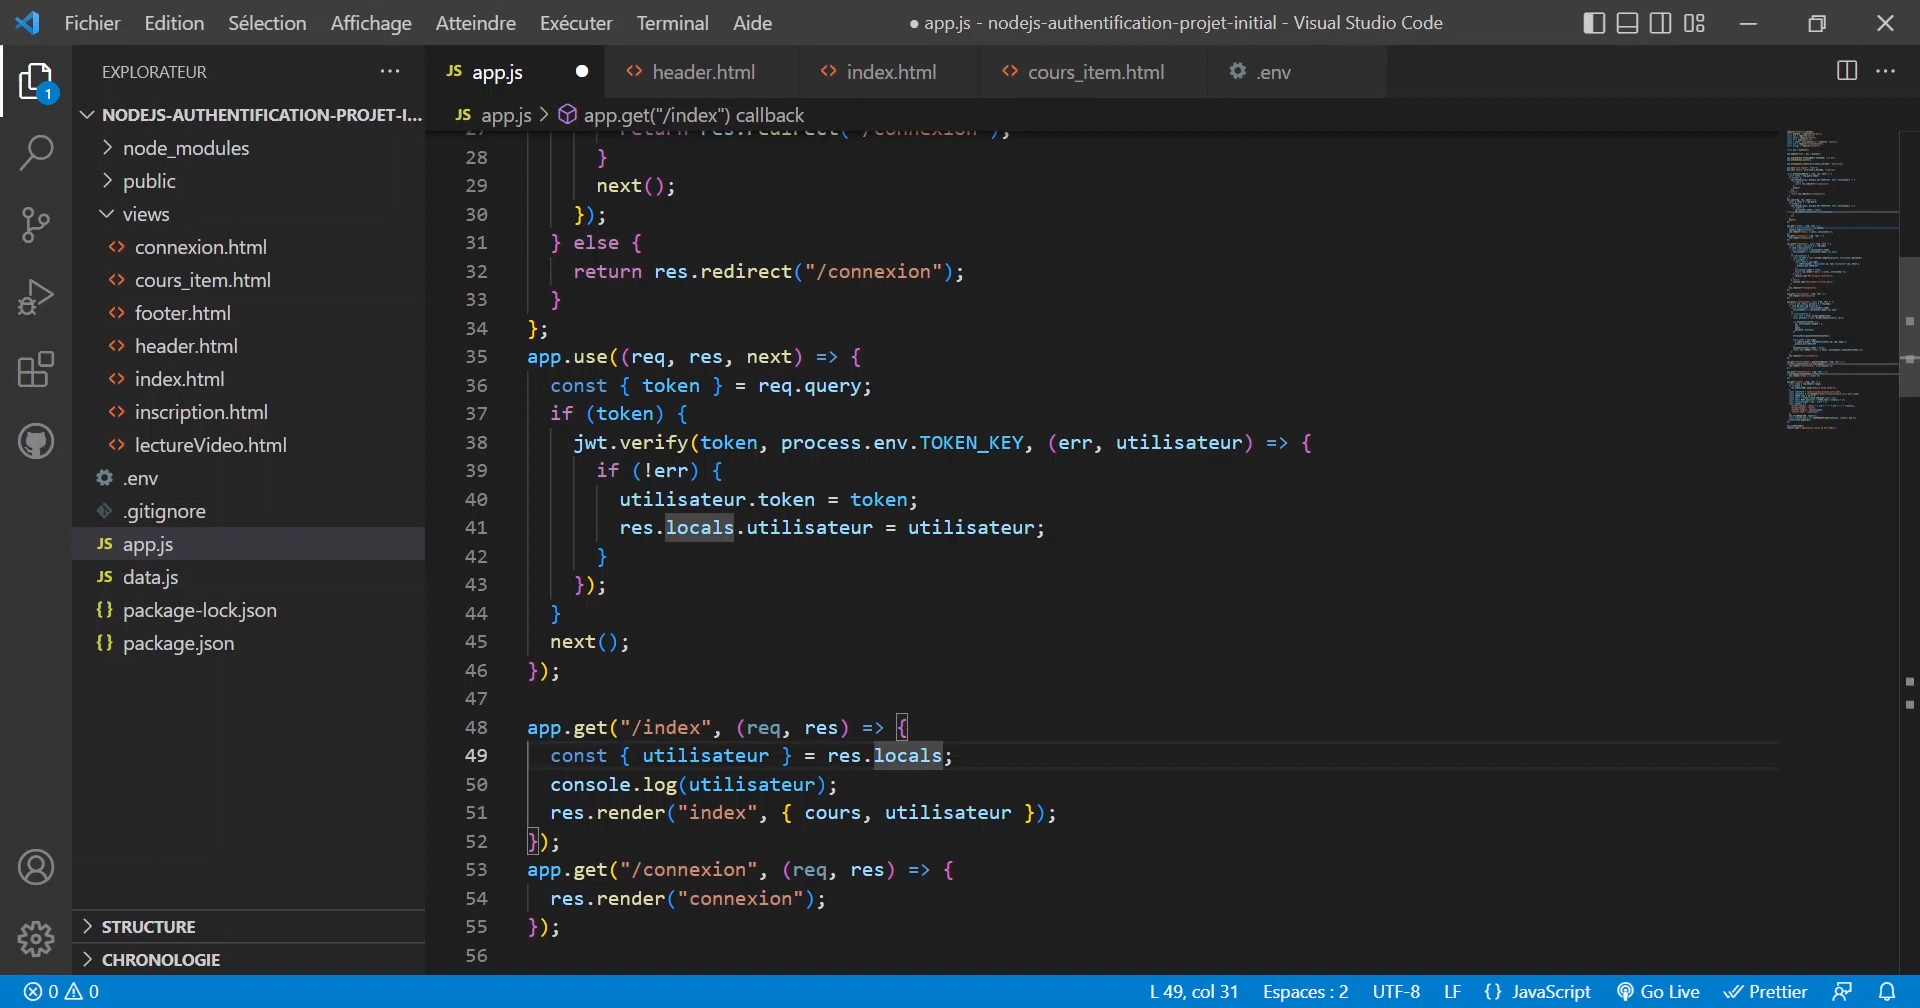 Fichier Edition Sélection Affichage Atteindre Exécuter Terminal Aide
● app.js - nodejs-authentification-projet-initial - Visual Studio Code
EXPLORATEUR
1
NODEJS-AUTHENTIFICATION-PROJET-I...
node_modules
public
views
<> connexion.html
<> cours_item.html
<> footer.html
<> header.html
<> index.html
<> inscription.html
<> lectureVideo.html
.env
.gitignore
JS app.js
JS data.js
{} package-lock.json
{} package.json
STRUCTURE
CHRONOLOGIE
JS app.js ● <> header.html <> index.html <> cours_item.html .env
JS app.js > app.get("/index") callback
27 return res.redirect("/connexion");
28 }
29 next();
30 });
31 } else {
32 return res.redirect("/connexion");
33 }
34 };
35 app.use((req, res, next) => {
36 const { token } = req.query;
37 if (token) {
38 jwt.verify(token, process.env.TOKEN_KEY, (err, utilisateur) => {
39 if (!err) {
40 utilisateur.token = token;
41 res.locals.utilisateur = utilisateur;
42 }
43 });
44 }
45 next();
46 });
47
48 app.get("/index", (req, res) => {
49 const { utilisateur } = res.locals;
50 console.log(utilisateur);
51 res.render("index", { cours, utilisateur });
52 });
53 app.get("/connexion", (req, res) => {
54 res.render("connexion");
55 });
56
0 0 L 49, col 31 Espaces : 2 UTF-8 LF {} JavaScript Go Live Prettier